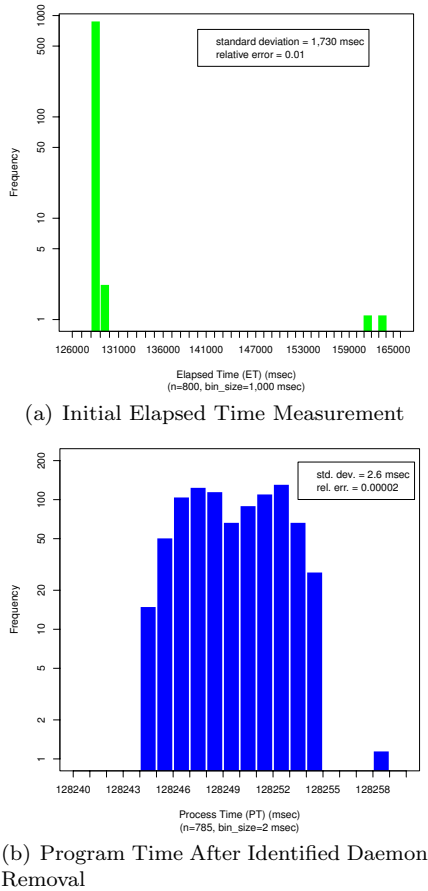 1000
500
100
50
10
5
1
Frequency
standard deviation = 1,730 msec
relative error = 0.01
126000 131000 136000 141000 147000 153000 159000 165000
Elapsed Time (ET) (msec)
(n=800, bin_size=1,000 msec)
(a) Initial Elapsed Time Measurement
200
100
50
20
10
5
2
1
Frequency
std. dev. = 2.6 msec
rel. err. = 0.00002
128240 128243 128246 128249 128252 128255 128258
Process Time (PT) (msec)
(n=785, bin_size=2 msec)
(b) Program Time After Identified Daemon
Removal